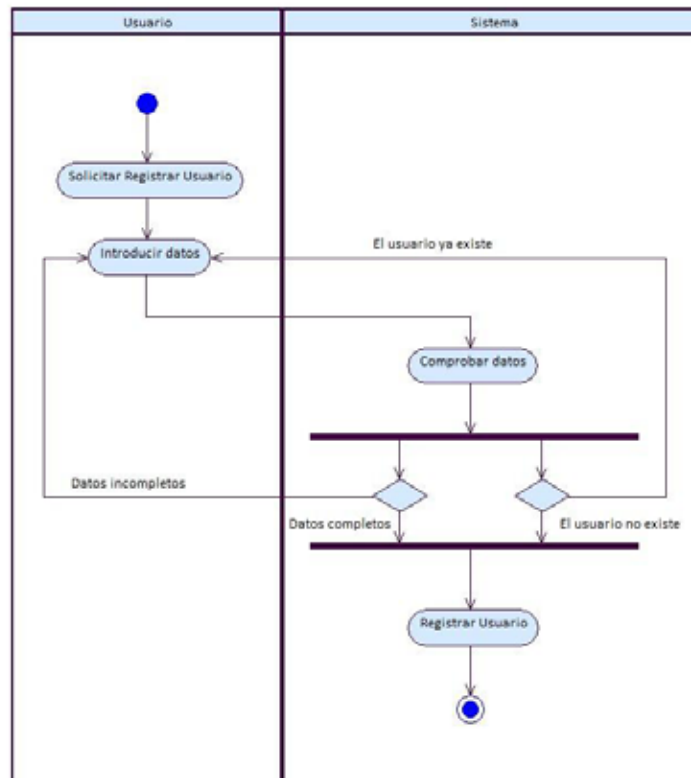 Usuario
Sistema
Solicitar Registrar Usuario
El usuario ya existe
Introducir datos
Comprobar datos
Datos incompletos
Datos completos
El usuario no existe
Registrar Usuario